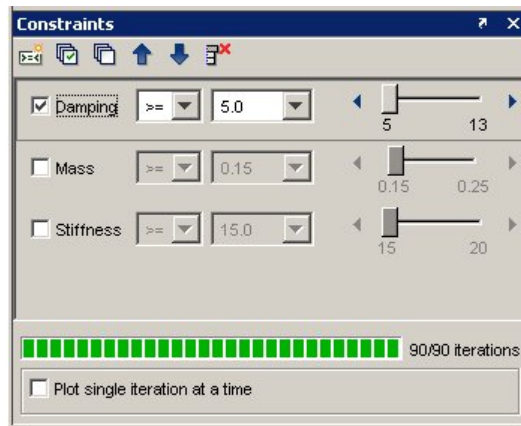 Constraints
Damping >= 5.0 5 13
Mass >= 0.15 0.15 0.25
Stiffness >= 15.0 15 20
90/90 iterations
Plot single iteration at a time